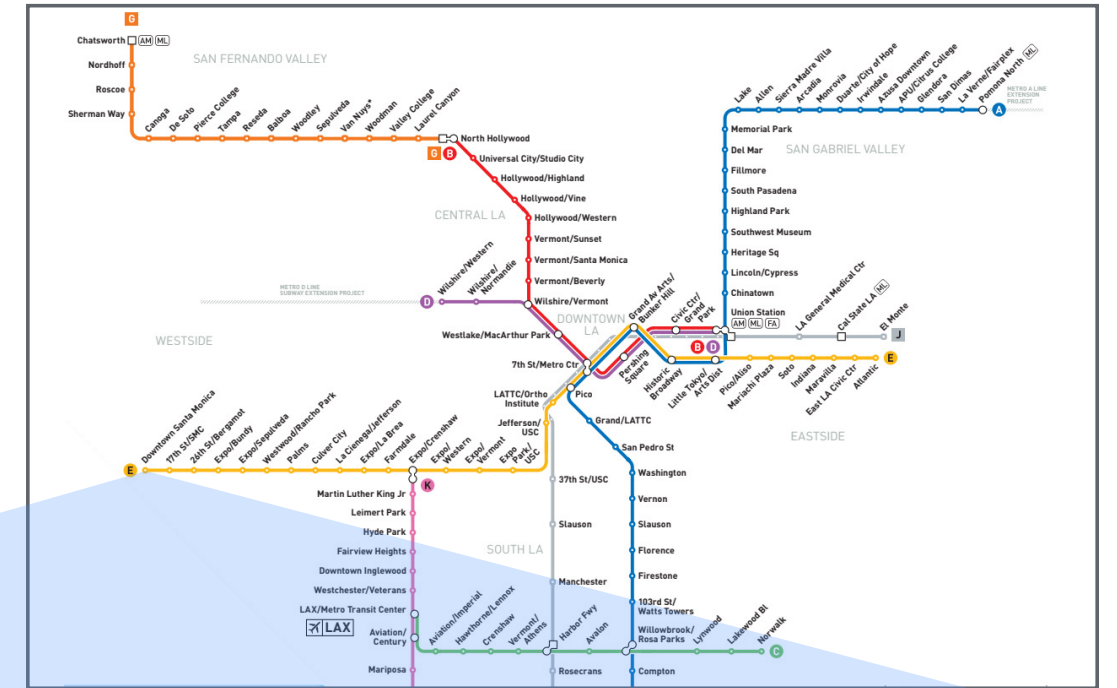 G
Chatsworth AM ML
Nordhoff
Roscoe
Sherman Way
SAN FERNANDO VALLEY
Canoga
De Soto
Pierce College
Tampa
Reseda
Balboa
Woodley
Sepulveda
Van Nuys*
Woodman
Valley College
Laurel Canyon
North Hollywood
G B
Universal City/Studio City
Hollywood/Highland
Hollywood/Vine
Hollywood/Western
CENTRAL LA
Vermont/Sunset
Vermont/Santa Monica
Vermont/Beverly
Wilshire/Vermont
METRO D LINE
SUBWAY EXTENSION PROJECT
D
Wilshire/Western
Wilshire/
Normandie
WESTSIDE
Westlake/MacArthur Park
7th St/Metro Ctr
DOWNTOWN
LA
Pershing
Square
Grand Av Arts/
Bunker Hill
Civic Ctr/
Grand
Park
B D
Historic
Broadway
Little Tokyo/
Arts Dist
Lake
Allen
Sierra Madre Villa
Arcadia
Monrovia
Duarte/City of Hope
Irwindale
Azusa Downtown
APU/Citrus College
Glendora
San Dimas
La Verne/Fairplex
Pomona North ML
A
METRO A LINE
EXTENSION
PROJECT
Memorial Park
Del Mar
SAN GABRIEL VALLEY
Fillmore
South Pasadena
Highland Park
Southwest Museum
Heritage Sq
Lincoln/Cypress
Chinatown
Union Station
AM ML FA
LA General Medical Ctr
Cal State LA ML
El Monte
J
Pico/Aliso
Mariachi Plaza
Soto
Indiana
Maravilla
East LA Civic Ctr
Atlantic
E
EASTSIDE
LATTC/Ortho
Institute
Pico
Jefferson/
USC
Grand/LATTC
San Pedro St
E
Downtown Santa Monica
17th St/SMC
26th St/Bergamot
Expo/Bundy
Expo/Sepulveda
Westwood/Rancho Park
Palms
Culver City
La Cienega/Jefferson
Expo/La Brea
Farmdale
Expo/Crenshaw
Expo/
Western
Expo/
Vermont
Expo
Park/
USC
K
Martin Luther King Jr
Leimert Park
Hyde Park
Fairview Heights
Downtown Inglewood
Westchester/Veterans
LAX/Metro Transit Center
LAX
Aviation/
Century
Mariposa
37th St/USC
Slauson
SOUTH LA
Manchester
Harbor Fwy
Rosecrans
Washington
Vernon
Slauson
Florence
Firestone
103rd St/
Watts Towers
Willowbrook/
Rosa Parks
Compton
Aviation/Imperial
Hawthorne/Lennox
Crenshaw
Vermont/
Athens
Avalon
Lynwood
Lakewood Bl
Norwalk
C